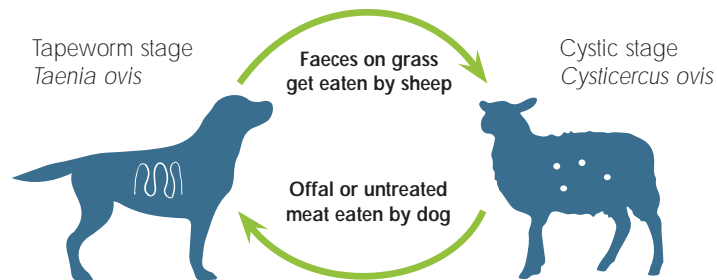 Tapeworm stage
Taenia ovis
Faeces on grass
get eaten by sheep
Cystic stage
Cysticercus ovis
Offal or untreated
meat eaten by dog